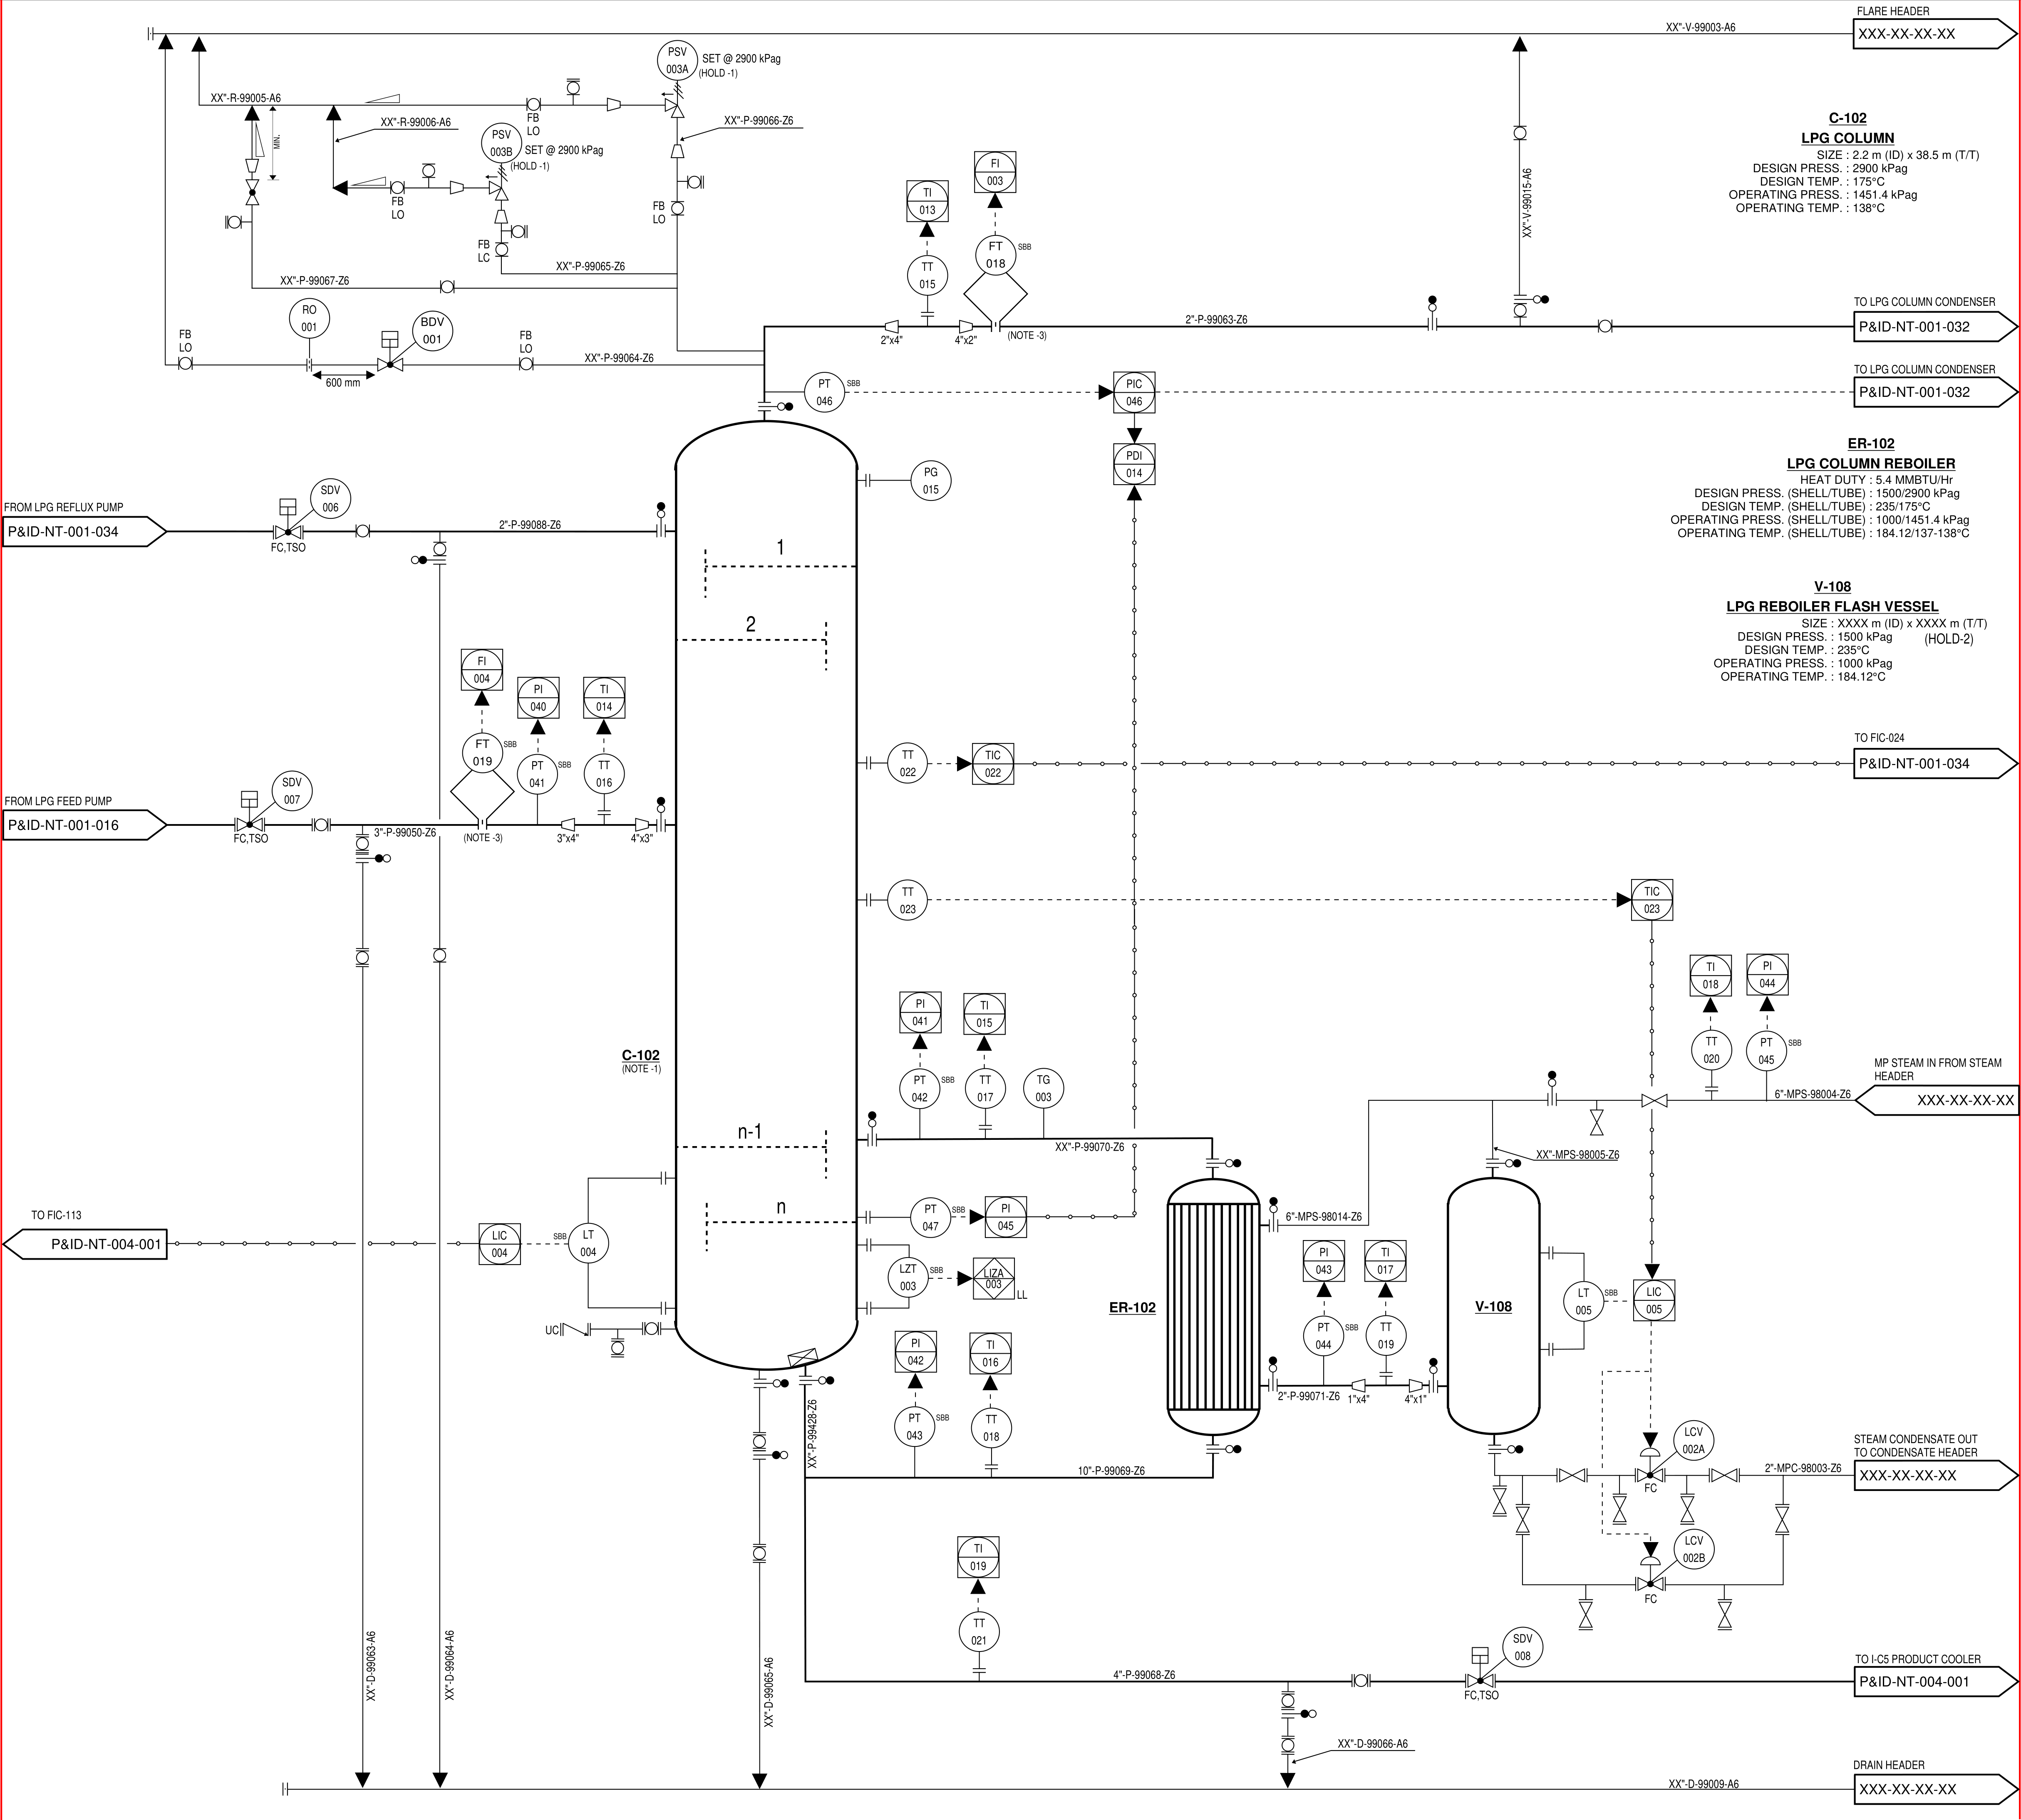 FLARE HEADER
XX"-V-99003-A6
XXX-XX-XX-XX
PSV
003A
SET @ 2900 kPag
(HOLD -1)
XX"-R-99005-A6
FB
LO
MIN.
XX"-R-99006-A6
XX"-P-99066-Z6
PSV
003B
SET @ 2900 kPag
(HOLD -1)
FB
LO
FB
LO
FB
LC
XX"-P-99065-Z6
XX"-P-99067-Z6
RO
001
BDV
001
FB
LO
FB
LO
XX"-P-99064-Z6
600 mm
TI
013
FI
003
TT
015
FT
018
SBB
2"x4"
4"x2"
(NOTE -3)
2"-P-99063-Z6
XX"-V-99015-A6
C-102
LPG COLUMN
SIZE : 2.2 m (ID) x 38.5 m (T/T)
DESIGN PRESS. : 2900 kPag
DESIGN TEMP. : 175°C
OPERATING PRESS. : 1451.4 kPag
OPERATING TEMP. : 138°C
TO LPG COLUMN CONDENSER
P&ID-NT-001-032
TO LPG COLUMN CONDENSER
P&ID-NT-001-032
PT
046
SBB
PIC
046
PDI
014
PG
015
ER-102
LPG COLUMN REBOILER
HEAT DUTY : 5.4 MMBTU/Hr
DESIGN PRESS. (SHELL/TUBE) : 1500/2900 kPag
DESIGN TEMP. (SHELL/TUBE) : 235/175°C
OPERATING PRESS. (SHELL/TUBE) : 1000/1451.4 kPag
OPERATING TEMP. (SHELL/TUBE) : 184.12/137-138°C
V-108
LPG REBOILER FLASH VESSEL
SIZE : XXXX m (ID) x XXXX m (T/T)
DESIGN PRESS. : 1500 kPag
(HOLD-2)
DESIGN TEMP. : 235°C
OPERATING PRESS. : 1000 kPag
OPERATING TEMP. : 184.12°C
FROM LPG REFLUX PUMP
P&ID-NT-001-034
SDV
006
FC,TSO
2"-P-99088-Z6
1
2
FI
004
PI
040
TI
014
FT
019
SBB
PT
041
SBB
TT
016
FROM LPG FEED PUMP
P&ID-NT-001-016
SDV
007
FC,TSO
3"-P-99050-Z6
(NOTE -3)
3"x4"
4"x3"
TT
022
TIC
022
TO FIC-024
P&ID-NT-001-034
TT
023
TIC
023
TI
018
PI
044
TT
020
PT
045
SBB
MP STEAM IN FROM STEAM
HEADER
6"-MPS-98004-Z6
XXX-XX-XX-XX
PI
041
TI
015
PT
042
SBB
TT
017
TG
003
C-102
(NOTE -1)
n-1
n
XX"-P-99070-Z6
XX"-MPS-98005-Z6
6"-MPS-98014-Z6
PT
047
SBB
PI
045
LZT
003
SBB
LIZA
003
LL
TO FIC-113
P&ID-NT-004-001
LIC
004
SBB
LT
004
UC
PI
043
TI
017
PT
044
SBB
TT
019
ER-102
V-108
LT
005
SBB
LIC
005
2"-P-99071-Z6
1"x4"
4"x1"
PI
042
TI
016
PT
043
SBB
TT
018
XX"-P-99428-Z6
10"-P-99069-Z6
LCV
002A
FC
2"-MPC-98003-Z6
STEAM CONDENSATE OUT
TO CONDENSATE HEADER
XXX-XX-XX-XX
LCV
002B
FC
TI
019
TT
021
4"-P-99068-Z6
SDV
008
FC,TSO
TO I-C5 PRODUCT COOLER
P&ID-NT-004-001
XX"-D-99063-A6
XX"-D-99064-A6
XX"-D-99065-A6
XX"-D-99066-A6
DRAIN HEADER
XX"-D-99009-A6
XXX-XX-XX-XX